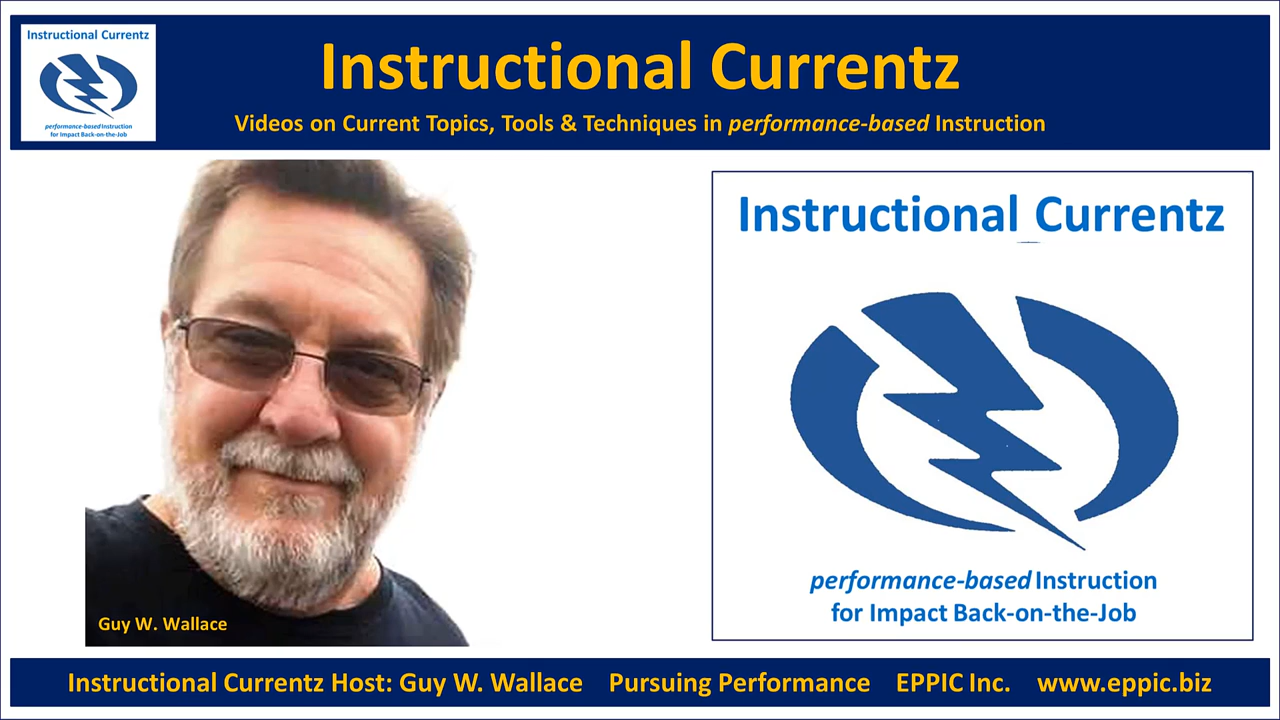 Instructional Currentz
performance-based Instruction
for Impact Back-on-the-Job
Instructional Currentz
Videos on Current Topics, Tools & Techniques in performance-based Instruction
Guy W. Wallace
Instructional Currentz
performance-based Instruction
for Impact Back-on-the-Job
Instructional Currentz Host: Guy W. Wallace Pursuing Performance EPPIC Inc. www.eppic.biz